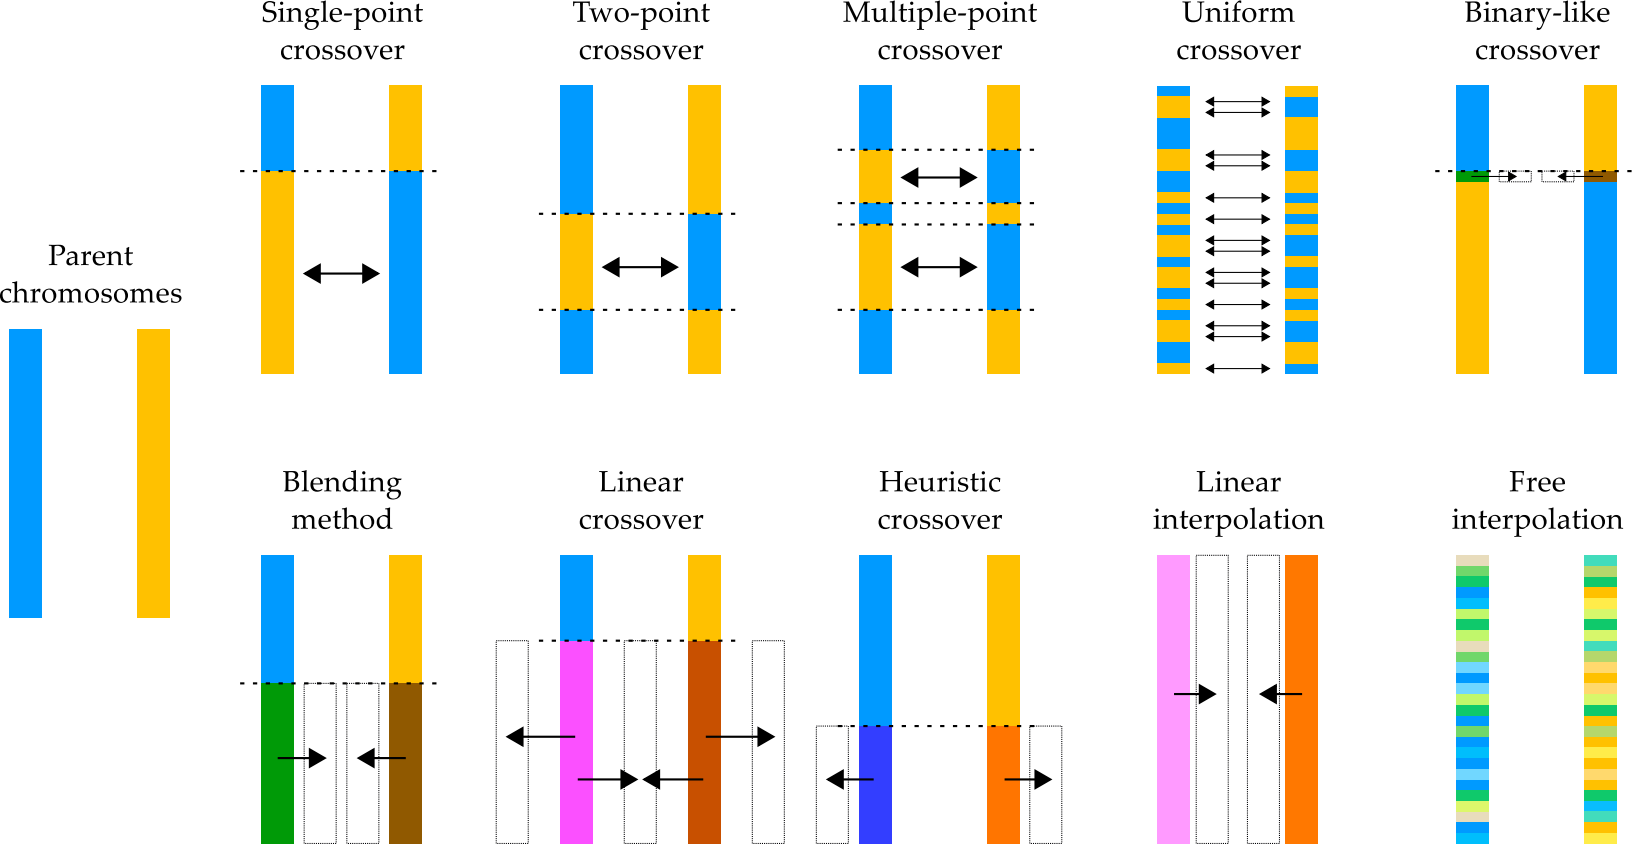 Single-point
crossover
Two-point
crossover
Multiple-point
crossover
Uniform
crossover
Binary-like
crossover
Parent
chromosomes
Blending
method
Linear
crossover
Heuristic
crossover
Linear
interpolation
Free
interpolation